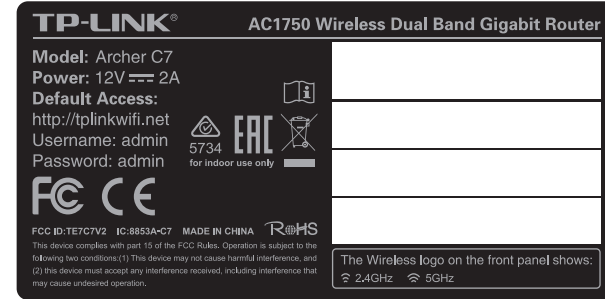 TP-LINK® AC1750 Wireless Dual Band Gigabit Router
Model: Archer C7
Power: 12V ⎓ 2A
Default Access:
http://tplinkwifi.net
Username: admin
Password: admin
5734
EAC
for indoor use only
FC CE
FCC ID:TE7C7V2 IC:8853A-C7 MADE IN CHINA RoHS
This device complies with part 15 of the FCC Rules. Operation is subject to the
following two conditions:(1) This device may not cause harmful interference, and
(2) this device must accept any interference received, including interference that
may cause undesired operation.
The Wireless logo on the front panel shows:
2.4GHz 5GHz